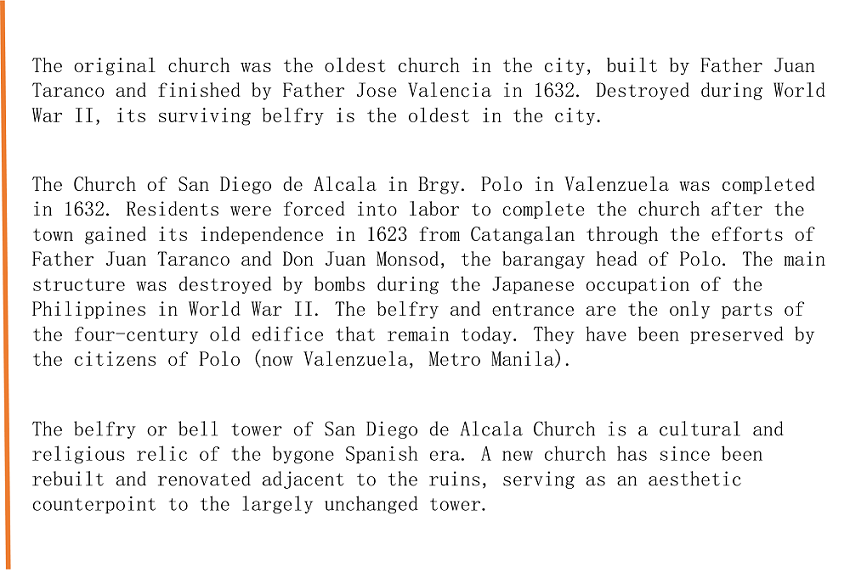 The original church was the oldest church in the city, built by Father Juan
Taranco and finished by Father Jose Valencia in 1632. Destroyed during World
War II, its surviving belfry is the oldest in the city.
The Church of San Diego de Alcala in Brgy. Polo in Valenzuela was completed
in 1632. Residents were forced into labor to complete the church after the
town gained its independence in 1623 from Catangalan through the efforts of
Father Juan Taranco and Don Juan Monsod, the barangay head of Polo. The main
structure was destroyed by bombs during the Japanese occupation of the
Philippines in World War II. The belfry and entrance are the only parts of
the four-century old edifice that remain today. They have been preserved by
the citizens of Polo (now Valenzuela, Metro Manila).
The belfry or bell tower of San Diego de Alcala Church is a cultural and
religious relic of the bygone Spanish era. A new church has since been
rebuilt and renovated adjacent to the ruins, serving as an aesthetic
counterpoint to the largely unchanged tower.